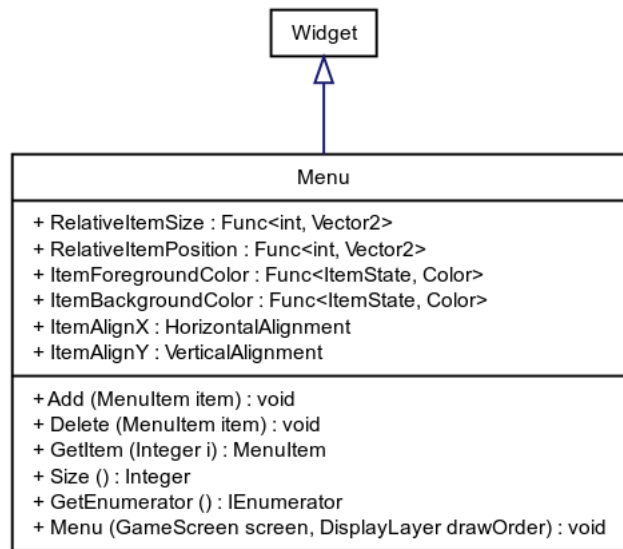 Widget
Menu
+ RelativeItemSize : Func<int, Vector2>
+ RelativeItemPosition : Func<int, Vector2>
+ ItemForegroundColor : Func<ItemState, Color>
+ ItemBackgroundColor : Func<ItemState, Color>
+ ItemAlignX : HorizontalAlignment
+ ItemAlignY : VerticalAlignment
+ Add (MenuItem item) : void
+ Delete (MenuItem item) : void
+ GetItem (Integer i) : MenuItem
+ Size () : Integer
+ GetEnumerator () : IEnumerator
+ Menu (GameScreen screen, DisplayLayer drawOrder) : void